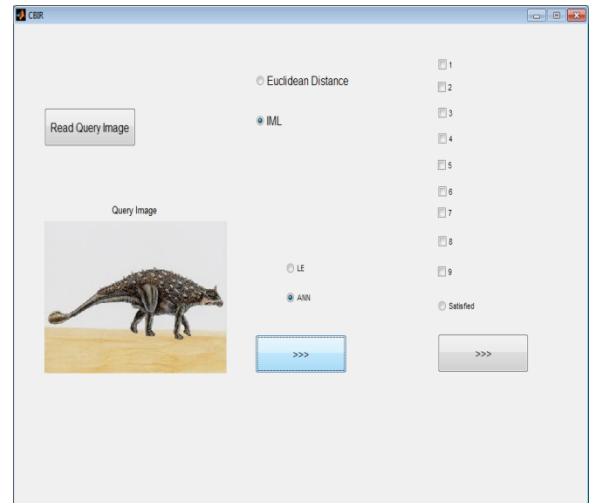 CBIR
Read Query Image
Query Image
Euclidean Distance
IML
LE
ANN
>>>
1
2
3
4
5
6
7
8
9
Satisfied
>>>